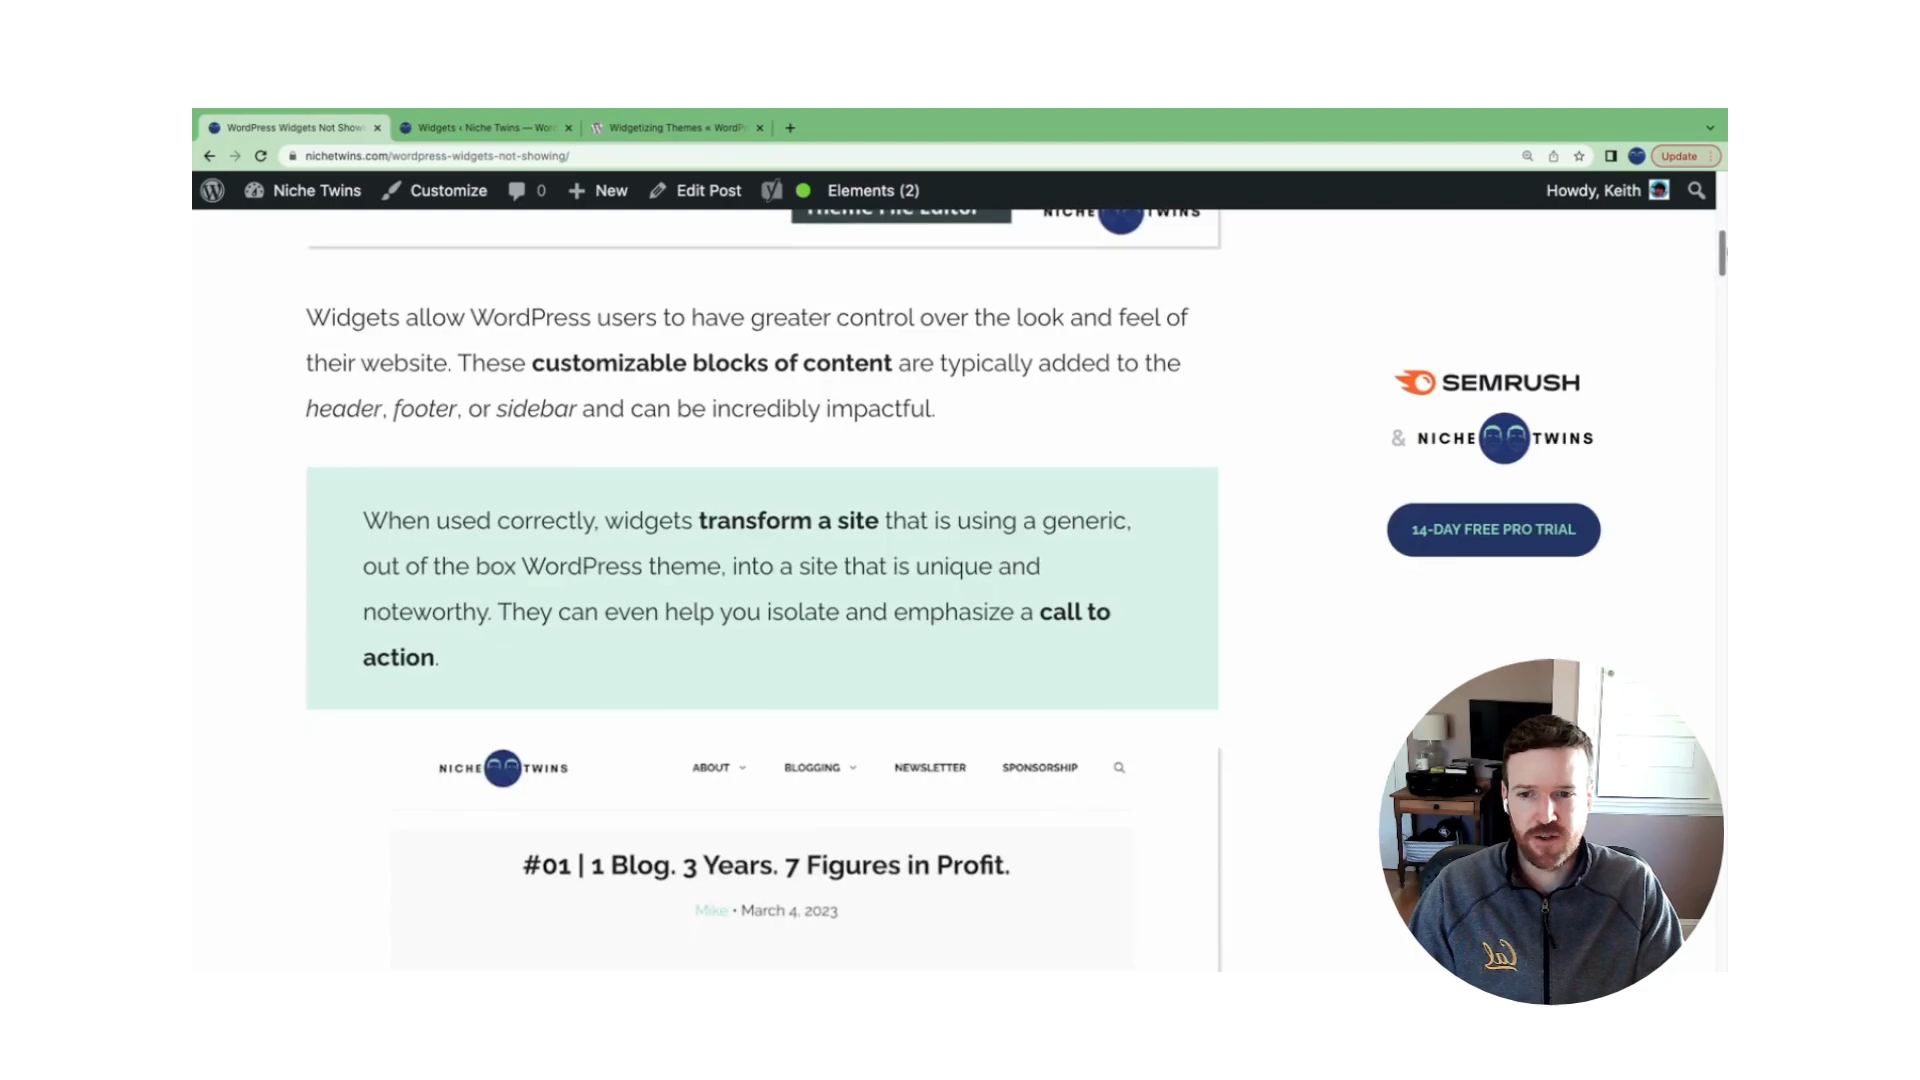 WordPress Widgets Not Show
Widgets ‹ Niche Twins — Wor
Widgetizing Themes « WordPr
nichetwins.com/wordpress-widgets-not-showing/
Update
Niche Twins
Customize
0
New
Edit Post
Elements (2)
Howdy, Keith
Theme File Editor
NICHE TWINS
Widgets allow WordPress users to have greater control over the look and feel of
their website. These customizable blocks of content are typically added to the
header, footer, or sidebar and can be incredibly impactful.
SEMRUSH
& NICHE TWINS
14-DAY FREE PRO TRIAL
When used correctly, widgets transform a site that is using a generic,
out of the box WordPress theme, into a site that is unique and
noteworthy. They can even help you isolate and emphasize a call to
action.
NICHE TWINS
ABOUT
BLOGGING
NEWSLETTER
SPONSORSHIP
#01 | 1 Blog. 3 Years. 7 Figures in Profit.
Mike • March 4, 2023
Cal